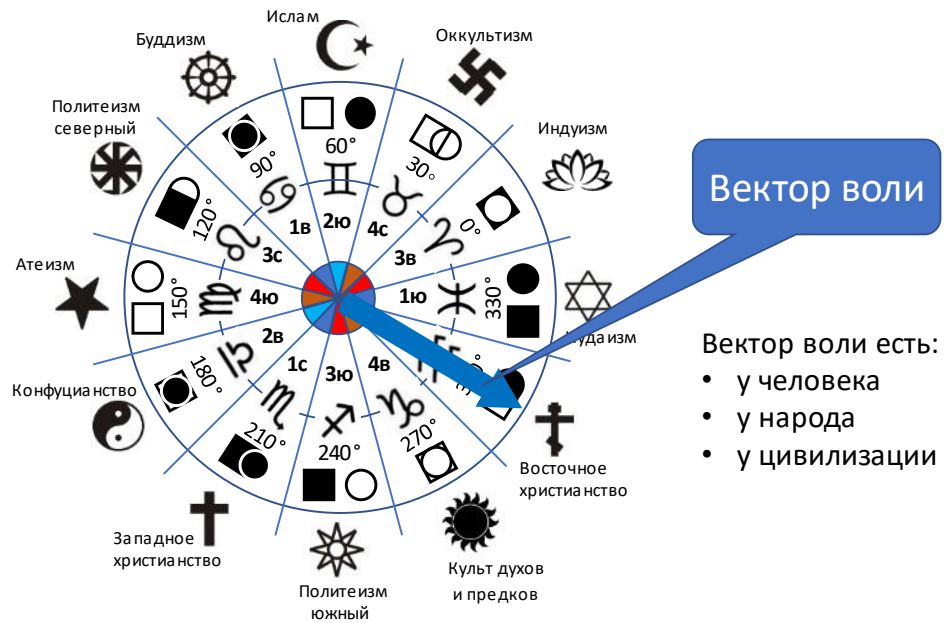 Ислам
Буддизм
Оккультизм
Политеизм
северный
Индуизм
Вектор воли
60°
90°
30°
120°
0°
1в
2ю
4с
3с
3в
Атеизм
150°
4ю
1ю
330°
2в
1с
3ю
4в
Вектор воли есть:
• у человека
• у народа
• у цивилизации
Конфуцианство
180°
210°
240°
270°
Восточное
христианство
Западное
христианство
Политеизм
южный
Культ духов
и предков